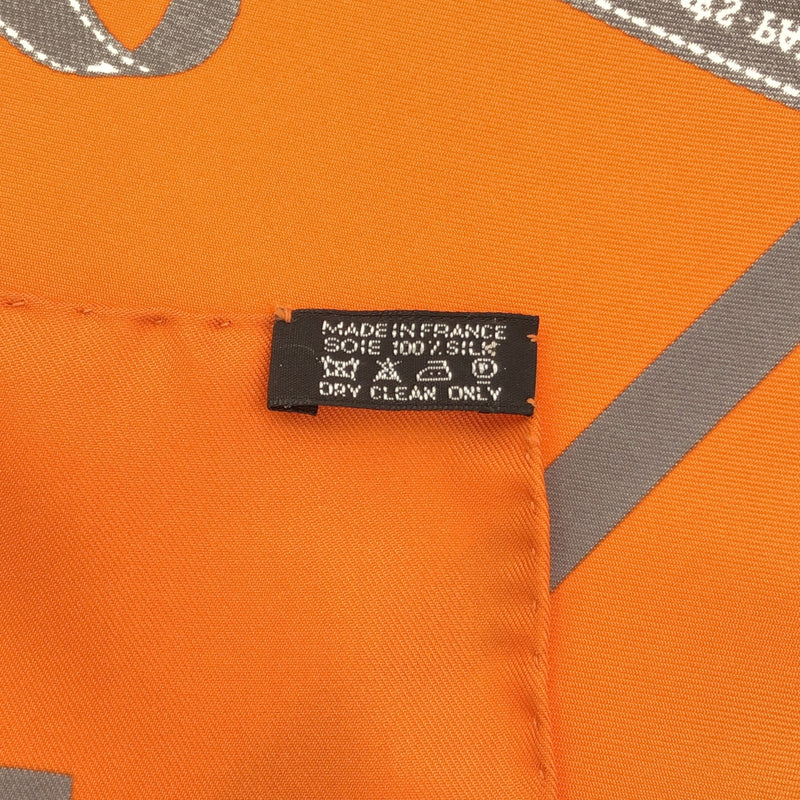 MADE IN FRANCE
SOIE 100% SILK
P
DRY CLEAN ONLY